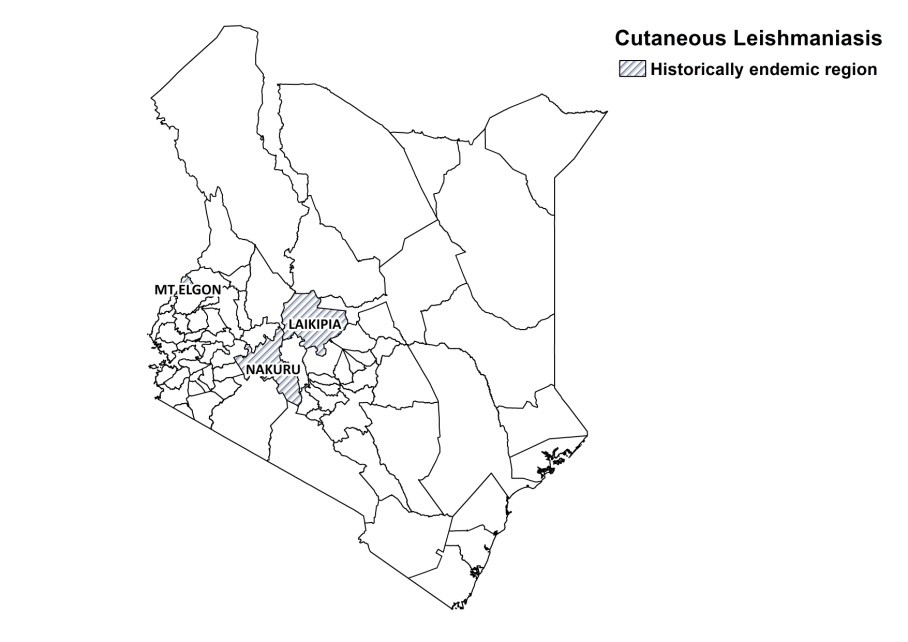 Cutaneous Leishmaniasis
Historically endemic region
MT ELGON
LAIKIPIA
NAKURU